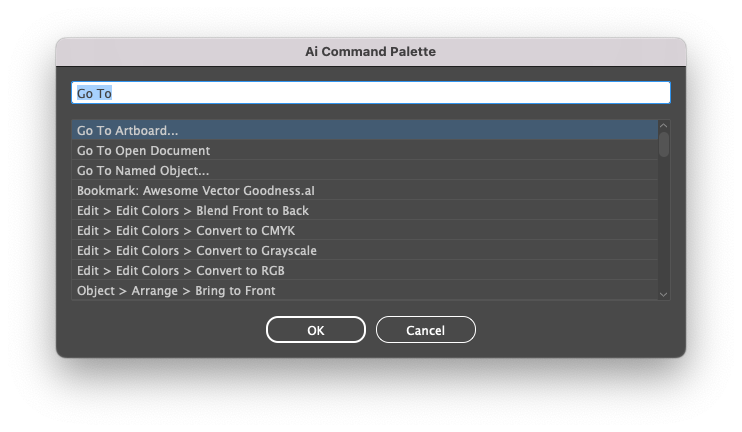 Ai Command Palette
Go To
Go To Artboard...
Go To Open Document
Go To Named Object...
Bookmark: Awesome Vector Goodness.aI
Edit > Edit Colors > Blend Front to Back
Edit > Edit Colors > Convert to CMYK
Edit > Edit Colors > Convert to Grayscale
Edit > Edit Colors > Convert to RGB
Object > Arrange > Bring to Front
OK
Cancel